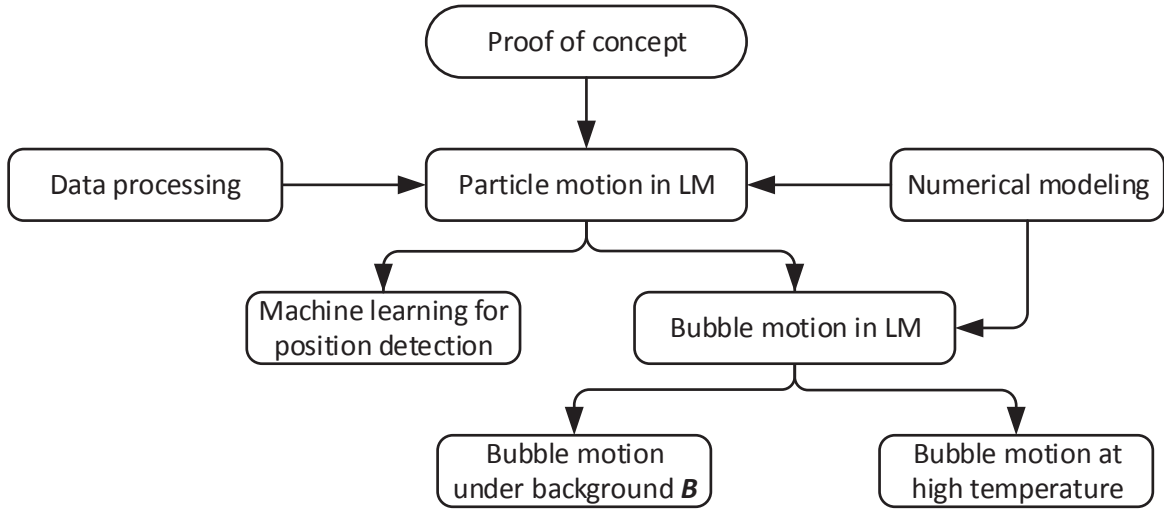 Proof of concept
Data processing
Particle motion in LM
Numerical modeling
Machine learning for
position detection
Bubble motion in LM
Bubble motion
under background B
Bubble motion at
high temperature